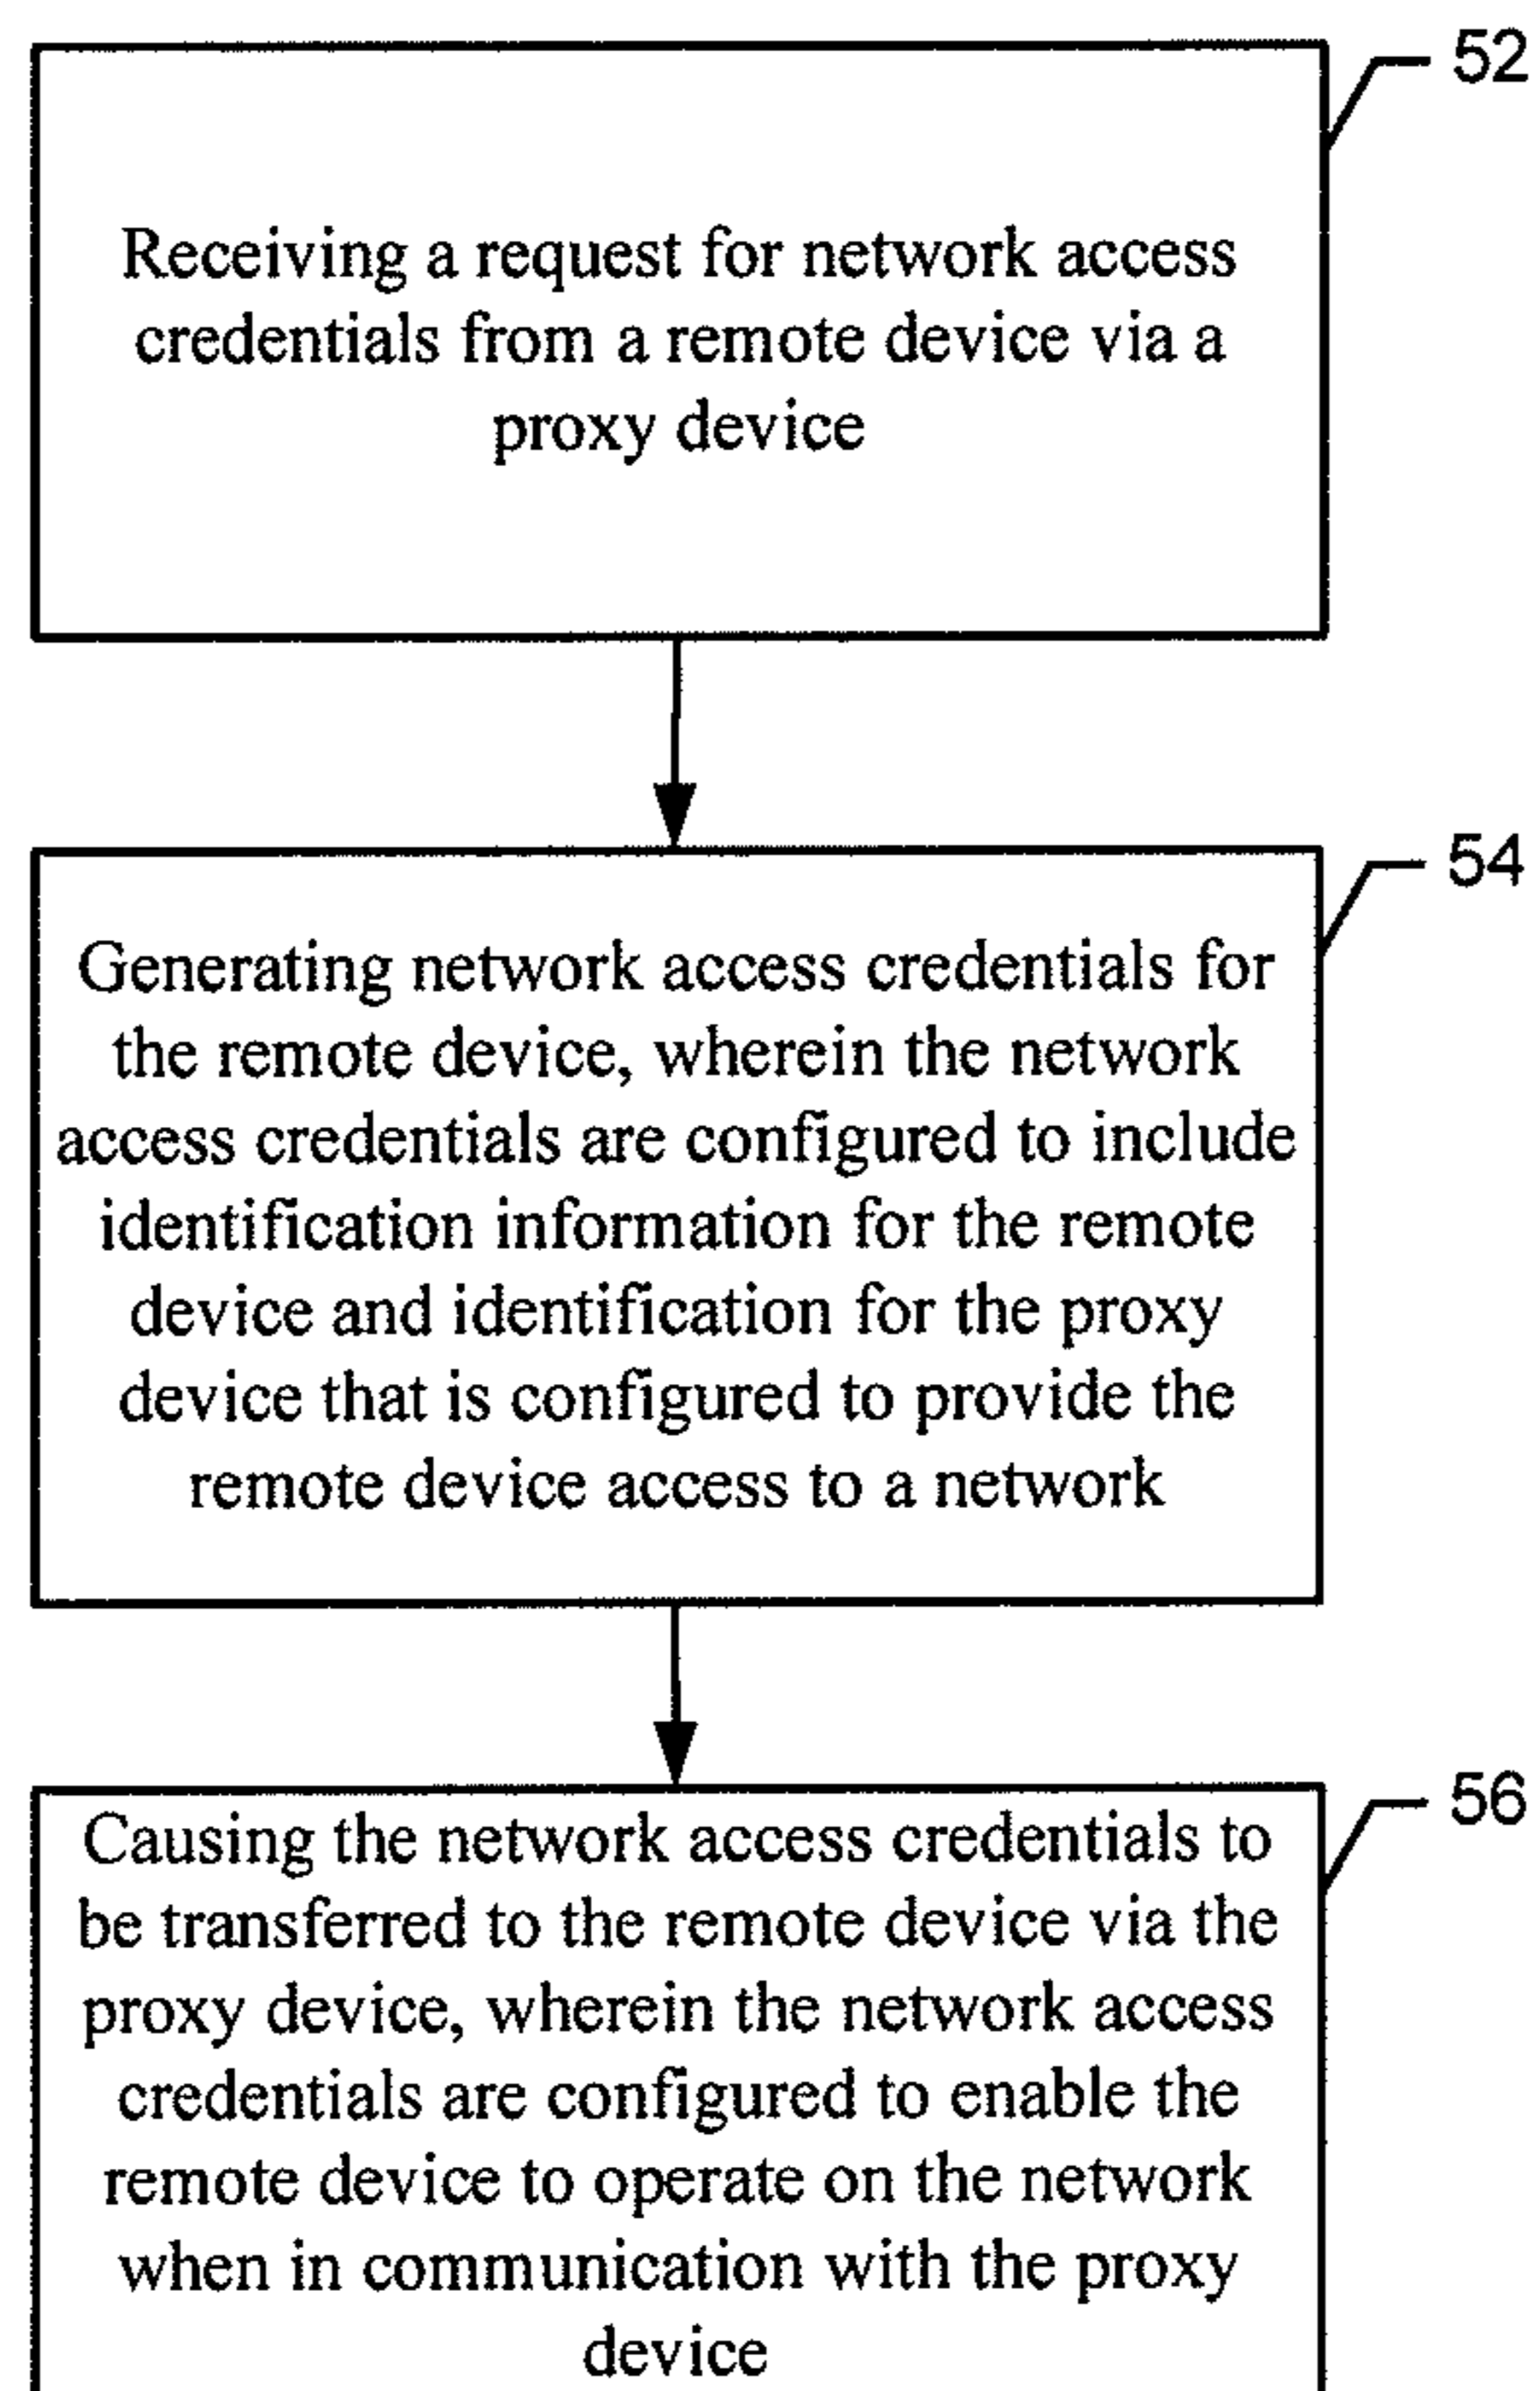 52
Receiving a request for network access
credentials from a remote device via a
proxy device
54
Generating network access credentials for
the remote device, wherein the network
access credentials are configured to include
identification information for the remote
device and identification for the proxy
device that is configured to provide the
remote device access to a network
56
Causing the network access credentials to
be transferred to the remote device via the
proxy device, wherein the network access
credentials are configured to enable the
remote device to operate on the network
when in communication with the proxy
device